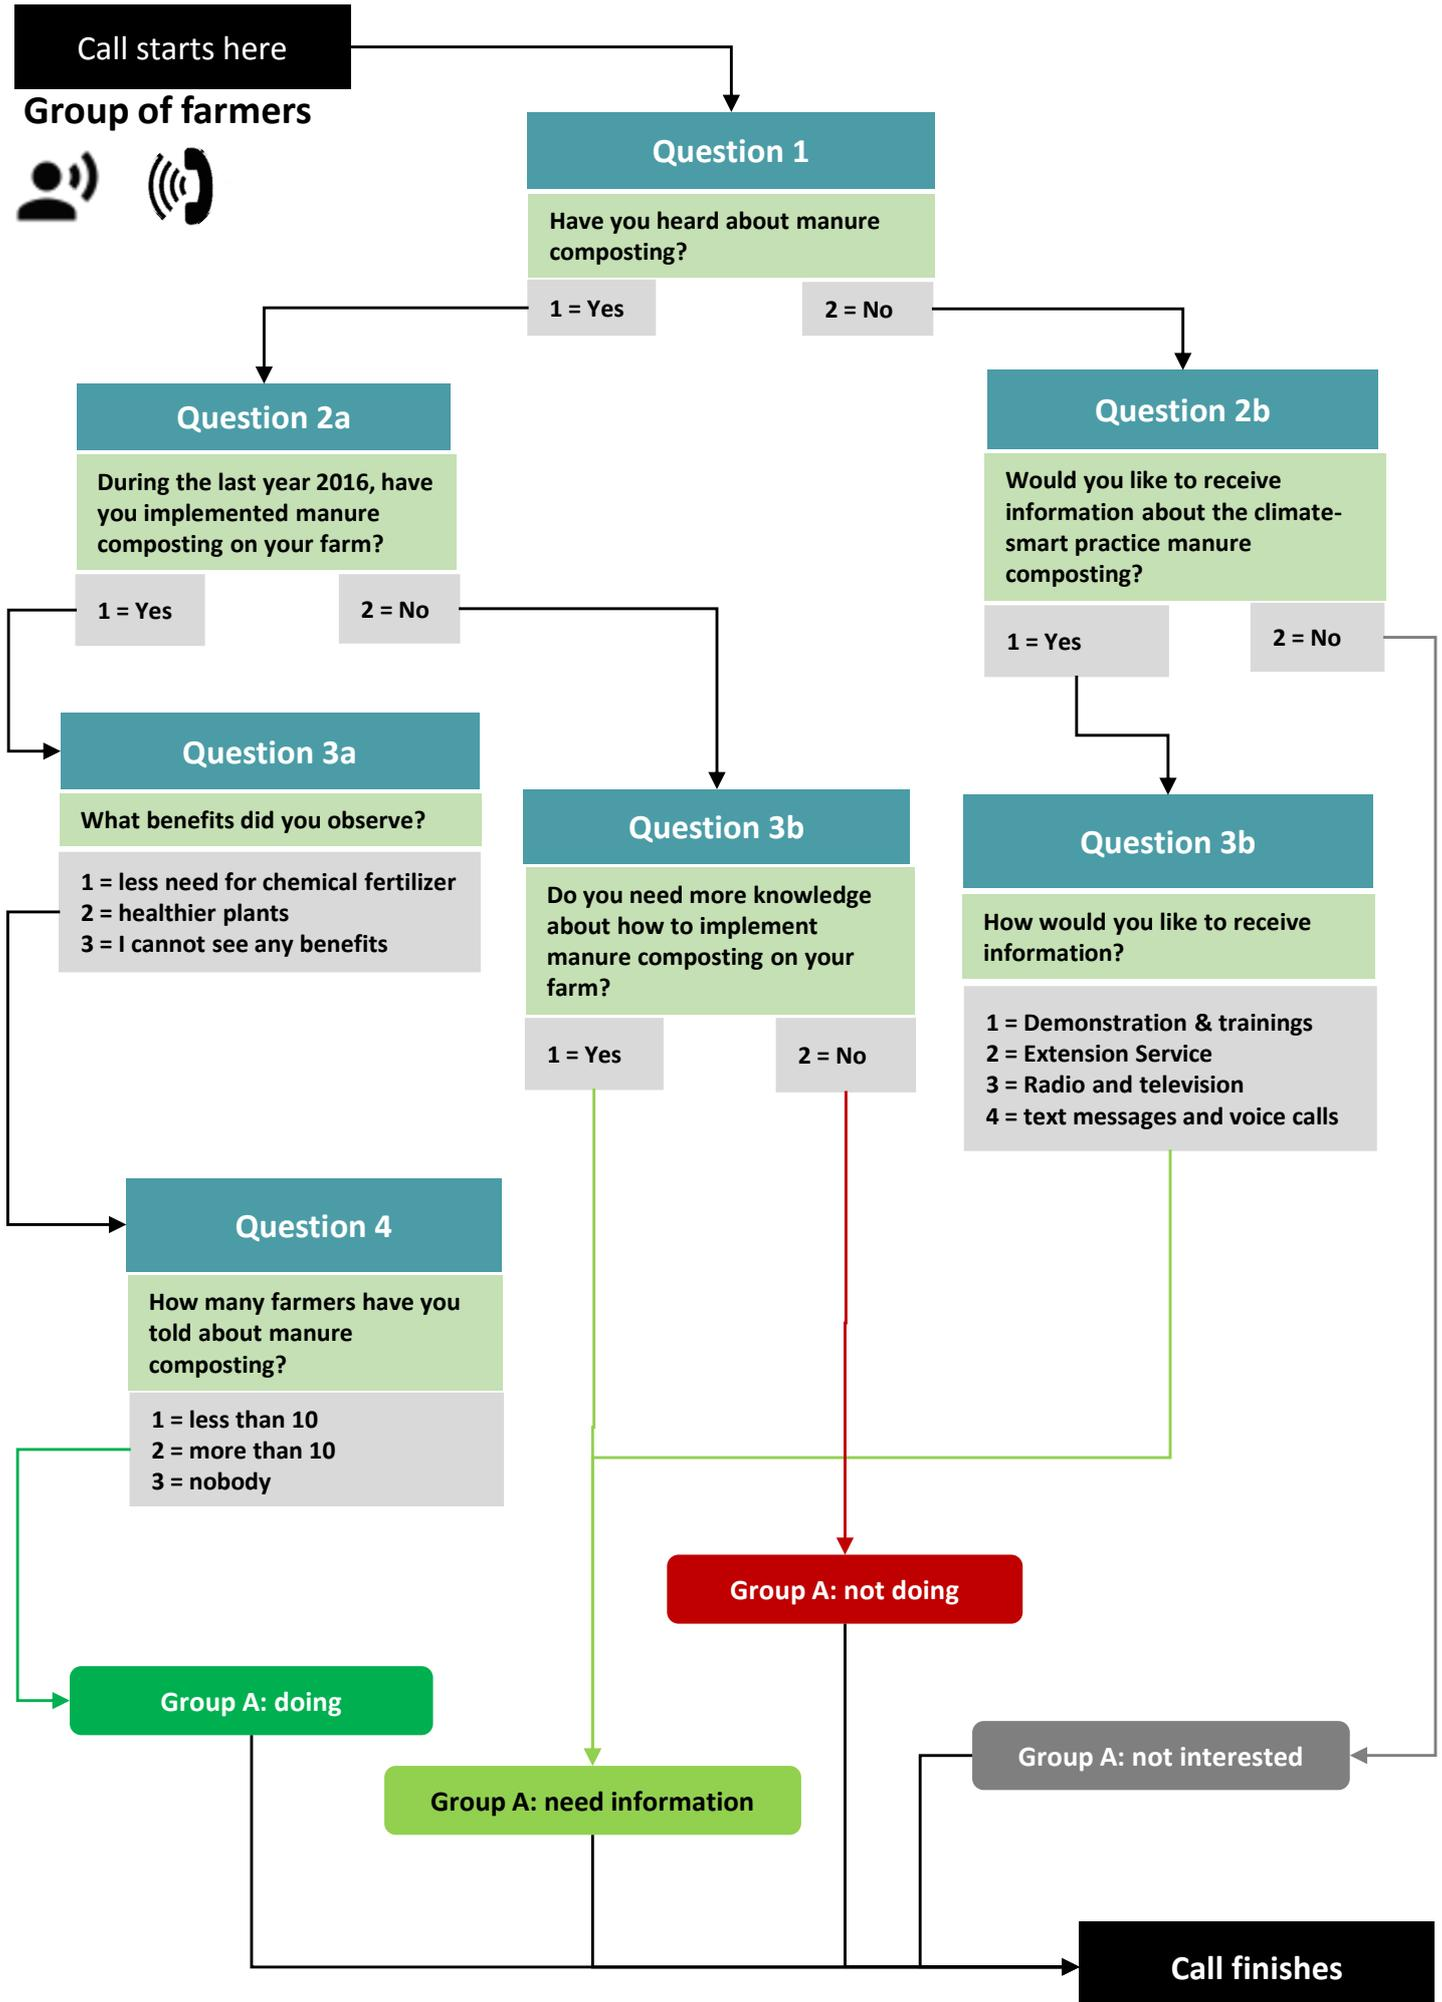 Call starts here
Group of farmers
Question 1
Have you heard about manure
composting?
1 = Yes
2 = No
Question 2a
During the last year 2016, have
you implemented manure
composting on your farm?
1 = Yes
2 = No
Question 2b
Would you like to receive
information about the climate-
smart practice manure
composting?
1 = Yes
2 = No
Question 3a
What benefits did you observe?
1 = less need for chemical fertilizer
2 = healthier plants
3 = I cannot see any benefits
Question 3b
Do you need more knowledge
about how to implement
manure composting on your
farm?
1 = Yes
2 = No
Question 3b
How would you like to receive
information?
1 = Demonstration & trainings
2 = Extension Service
3 = Radio and television
4 = text messages and voice calls
Question 4
How many farmers have you
told about manure
composting?
1 = less than 10
2 = more than 10
3 = nobody
Group A: not doing
Group A: doing
Group A: not interested
Group A: need information
Call finishes